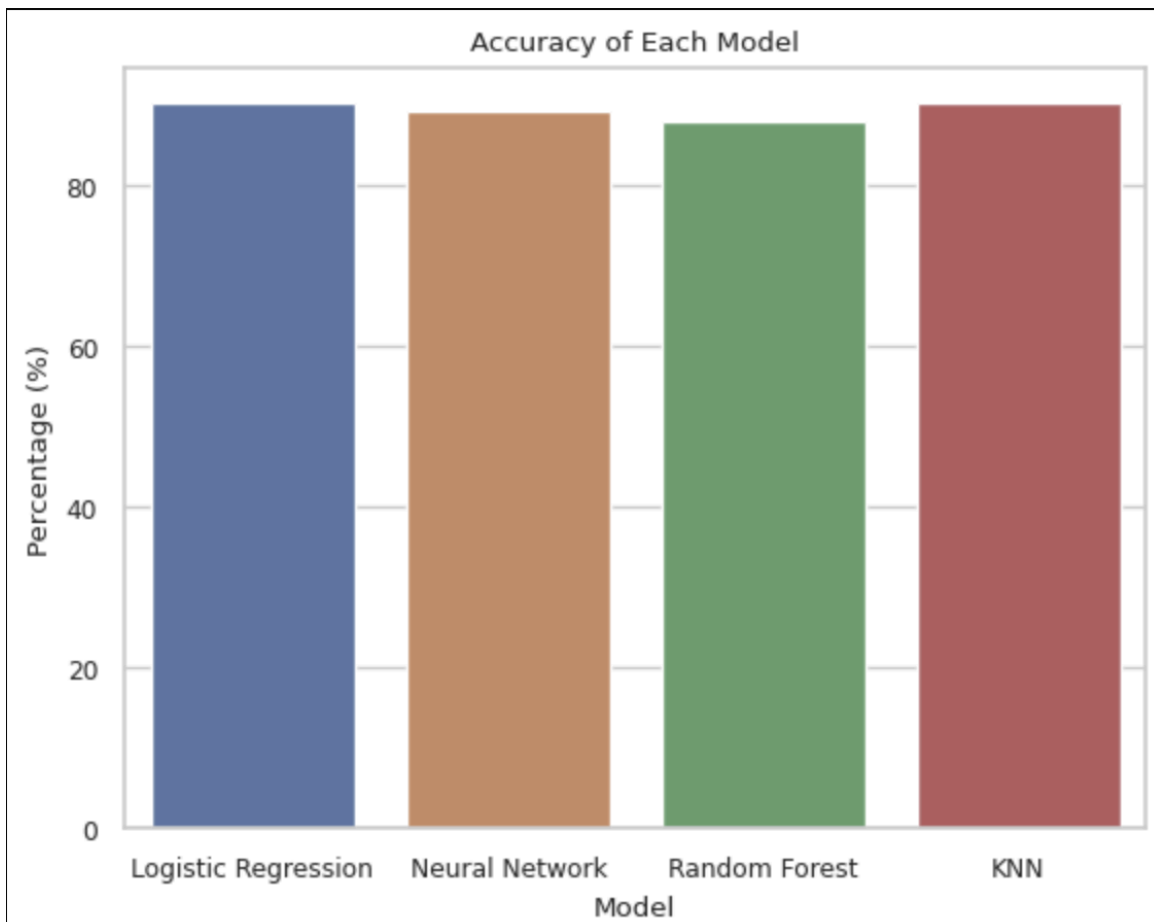 Accuracy of Each Model
Percentage (%)
80
60
40
20
0
Logistic Regression Neural Network Random Forest KNN
Model